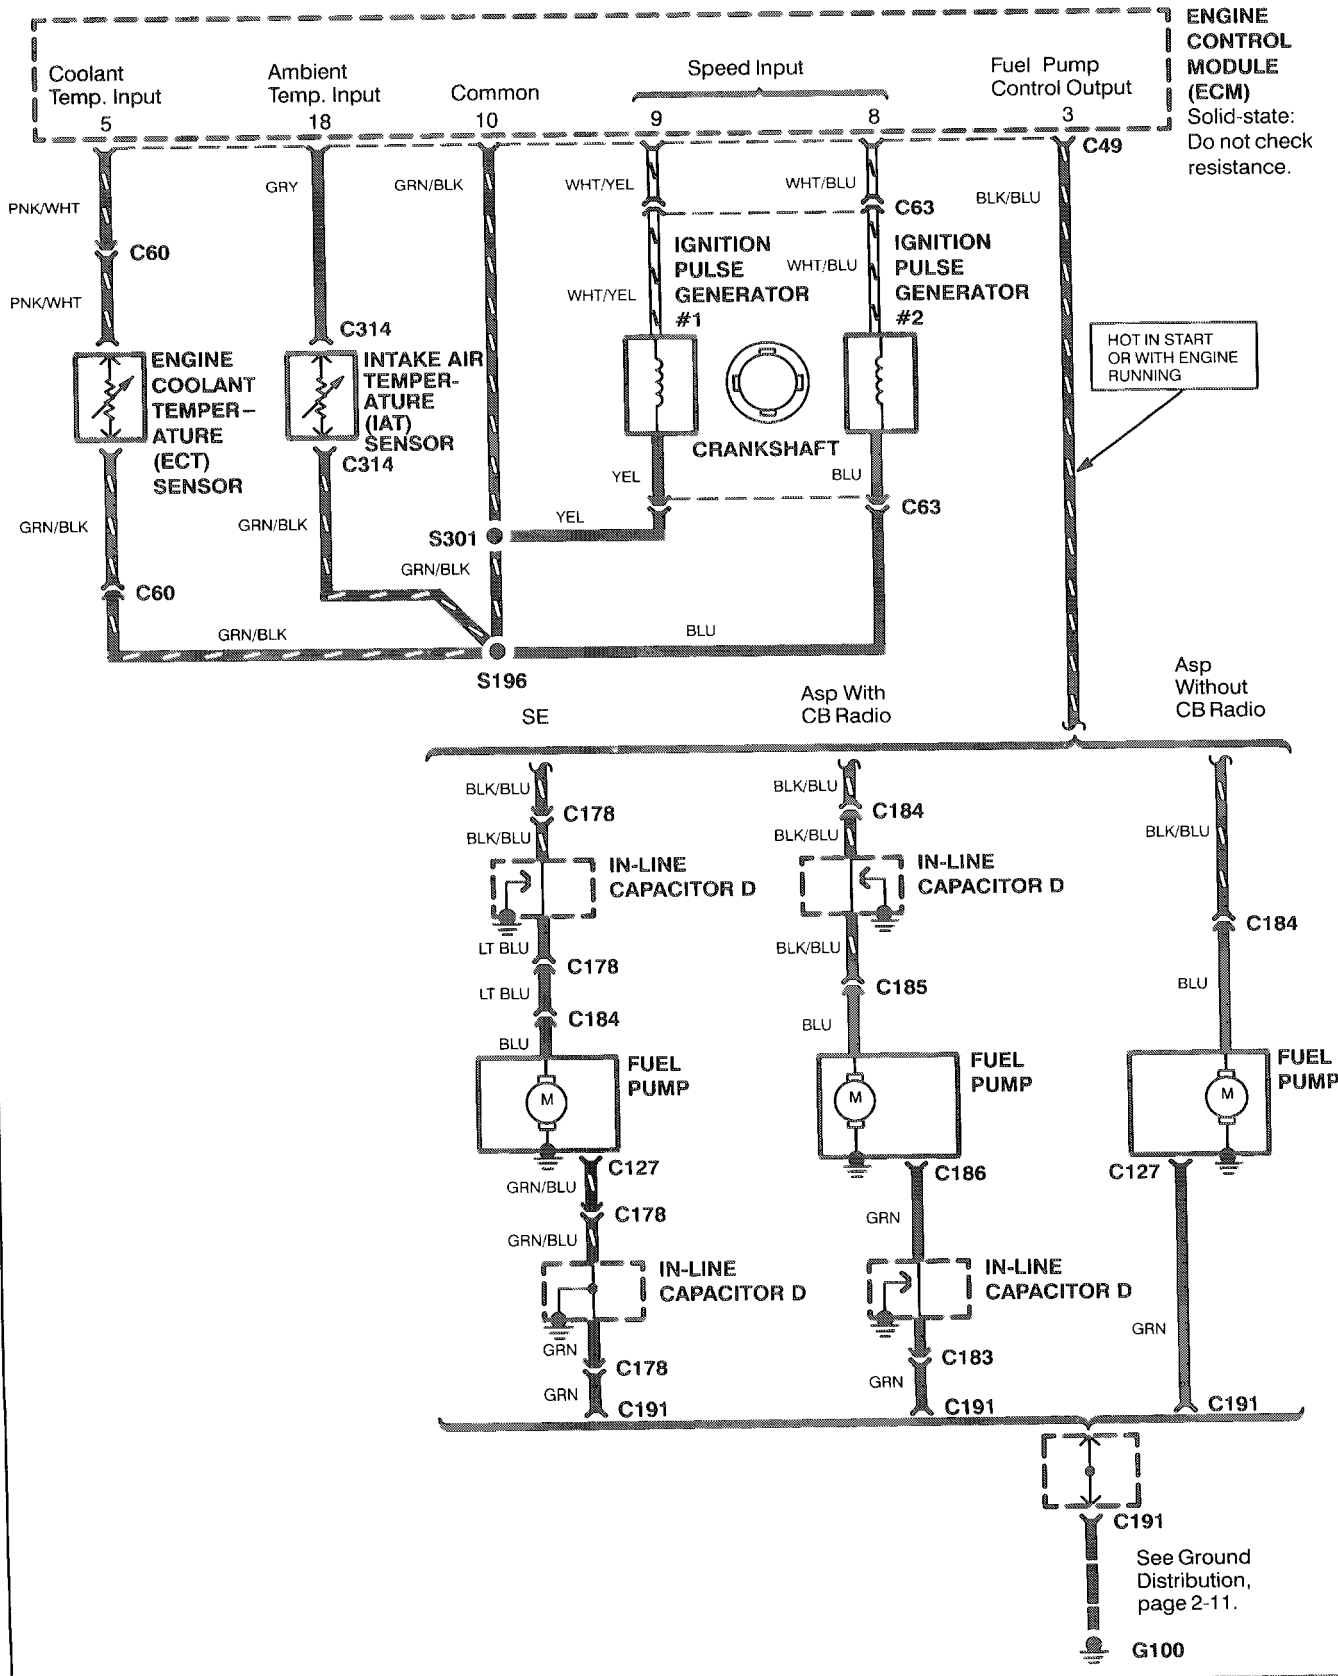 ENGINE
CONTROL
MODULE
(ECM)
Solid-state:
Do not check
resistance.
Coolant
Temp. Input
Ambient
Temp. Input
Common
Speed Input
Fuel Pump
Control Output
5
18
10
9
8
3
C49
PNK/WHT
GRY
GRN/BLK
WHT/YEL
WHT/BLU
BLK/BLU
C63
C60
PNK/WHT
WHT/YEL
WHT/BLU
IGNITION
PULSE
GENERATOR
#1
IGNITION
PULSE
GENERATOR
#2
C314
HOT IN START
OR WITH ENGINE
RUNNING
ENGINE
COOLANT
TEMPER-
ATURE
(ECT)
SENSOR
INTAKE AIR
TEMPER-
ATURE
(IAT)
SENSOR
C314
CRANKSHAFT
YEL
BLU
C63
GRN/BLK
GRN/BLK
YEL
S301
GRN/BLK
C60
GRN/BLK
BLU
S196
SE
Asp With
CB Radio
Asp
Without
CB Radio
BLK/BLU
C178
BLK/BLU
IN-LINE
CAPACITOR D
LT BLU
C178
LT BLU
C184
BLU
M
FUEL
PUMP
C127
GRN/BLU
C178
GRN/BLU
IN-LINE
CAPACITOR D
GRN
C178
GRN
C191
BLK/BLU
C184
BLK/BLU
IN-LINE
CAPACITOR D
BLK/BLU
C185
BLU
M
FUEL
PUMP
C186
GRN
IN-LINE
CAPACITOR D
C183
GRN
C191
BLK/BLU
C184
BLU
M
FUEL
PUMP
C127
GRN
C191
C191
See Ground
Distribution,
page 2-11.
G100